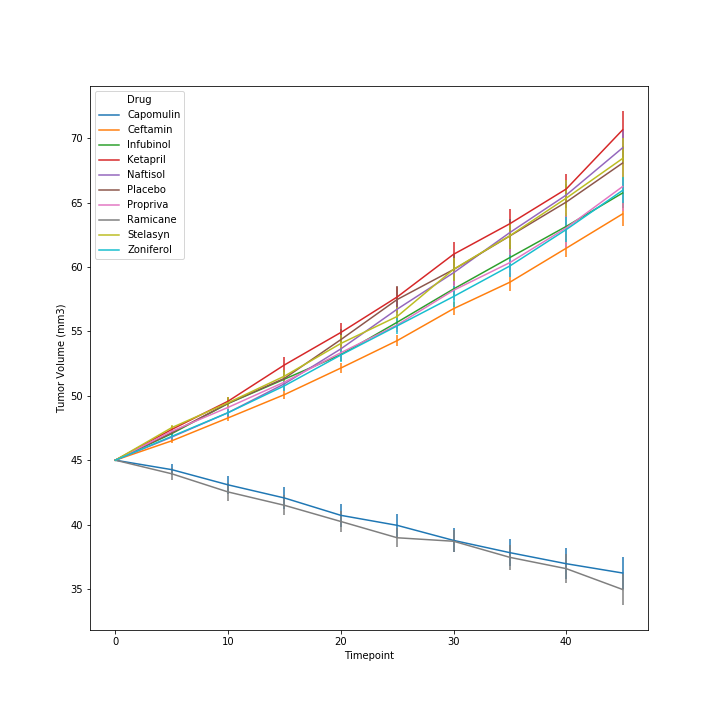 Drug
Capomulin
Ceftamin
Infubinol
Ketapril
Naftisol
Placebo
Propriva
Ramicane
Stelasyn
Zoniferol
Tumor Volume (mm3)
70
65
60
55
50
45
40
35
0 10 20 30 40
Timepoint